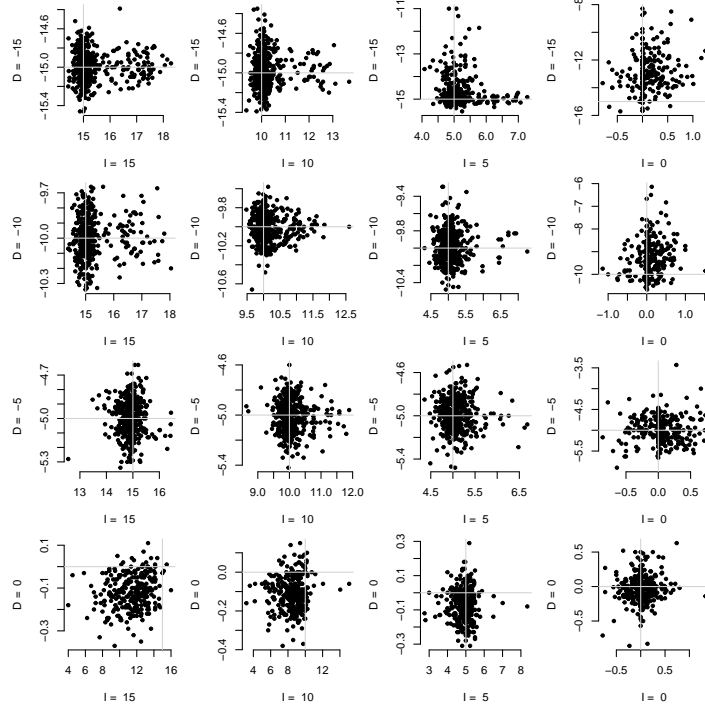 D = −15
−15.4 −15.0 −14.6
15 16 17 18
I = 15
D = −15
−15.4 −15.0 −14.6
10 11 12 13
I = 10
D = −15
−15 −13 −11
4.0 5.0 6.0 7.0
I = 5
D = −15
−16 −12 −8
−0.5 0.0 0.5 1.0
I = 0
D = −10
−10.3 −10.0 −9.7
15 16 17 18
I = 15
D = −10
−10.6 −10.2 −9.8
9.5 10.5 11.5 12.5
I = 10
D = −10
−10.4 −9.8 −9.4
4.5 5.5 6.5
I = 5
D = −10
−10 −8 −7 −6
−1.0 0.0 1.0
I = 0
D = −5
−5.3 −5.0 −4.7
13 14 15 16
I = 15
D = −5
−5.4 −5.0 −4.6
9.0 10.0 11.0 12.0
I = 10
D = −5
−5.4 −5.0 −4.6
4.5 5.5 6.5
I = 5
D = −5
−5.5 −4.5 −3.5
−0.5 0.0 0.5
I = 0
D = 0
−0.3 −0.1 0.1
4 6 8 12 16
I = 15
D = 0
−0.4 −0.2 0.0
4 6 8 12
I = 10
D = 0
−0.3 −0.1 0.1 0.3
3 4 5 6 7 8
I = 5
D = 0
−0.5 0.0 0.5
−0.5 0.5
I = 0